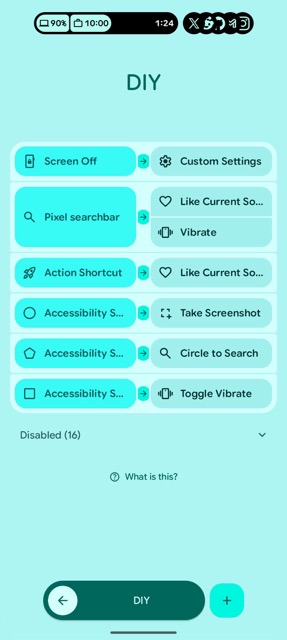 90%
10:00
1:24
DIY
Screen Off
Custom Settings
Pixel searchbar
Like Current So...
Vibrate
Action Shortcut
Like Current So...
Accessibility S...
Take Screenshot
Accessibility S...
Circle to Search
Accessibility S...
Toggle Vibrate
Disabled (16)
What is this?
DIY